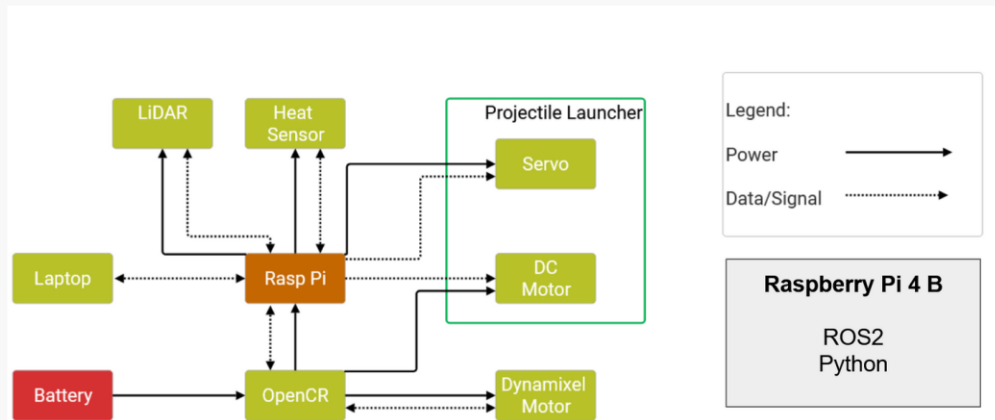 LiDAR
Heat
Sensor
Projectile Launcher
Servo
Laptop
Rasp Pi
DC
Motor
Battery
OpenCR
Dynamixel
Motor
Legend:
Power
Data/Signal
Raspberry Pi 4 B
ROS2
Python